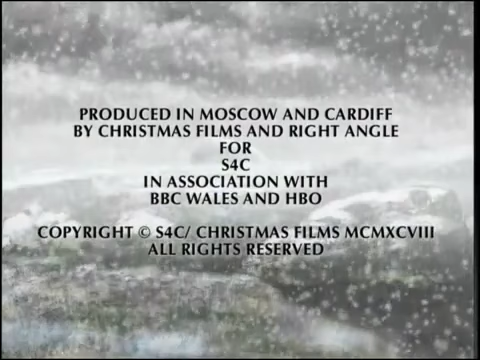 PRODUCED IN MOSCOW AND CARDIFF
BY CHRISTMAS FILMS AND RIGHT ANGLE
FOR
S4C
IN ASSOCIATION WITH
BBC WALES AND HBO
COPYRIGHT © S4C/ CHRISTMAS FILMS MCMXCVIII
ALL RIGHTS RESERVED